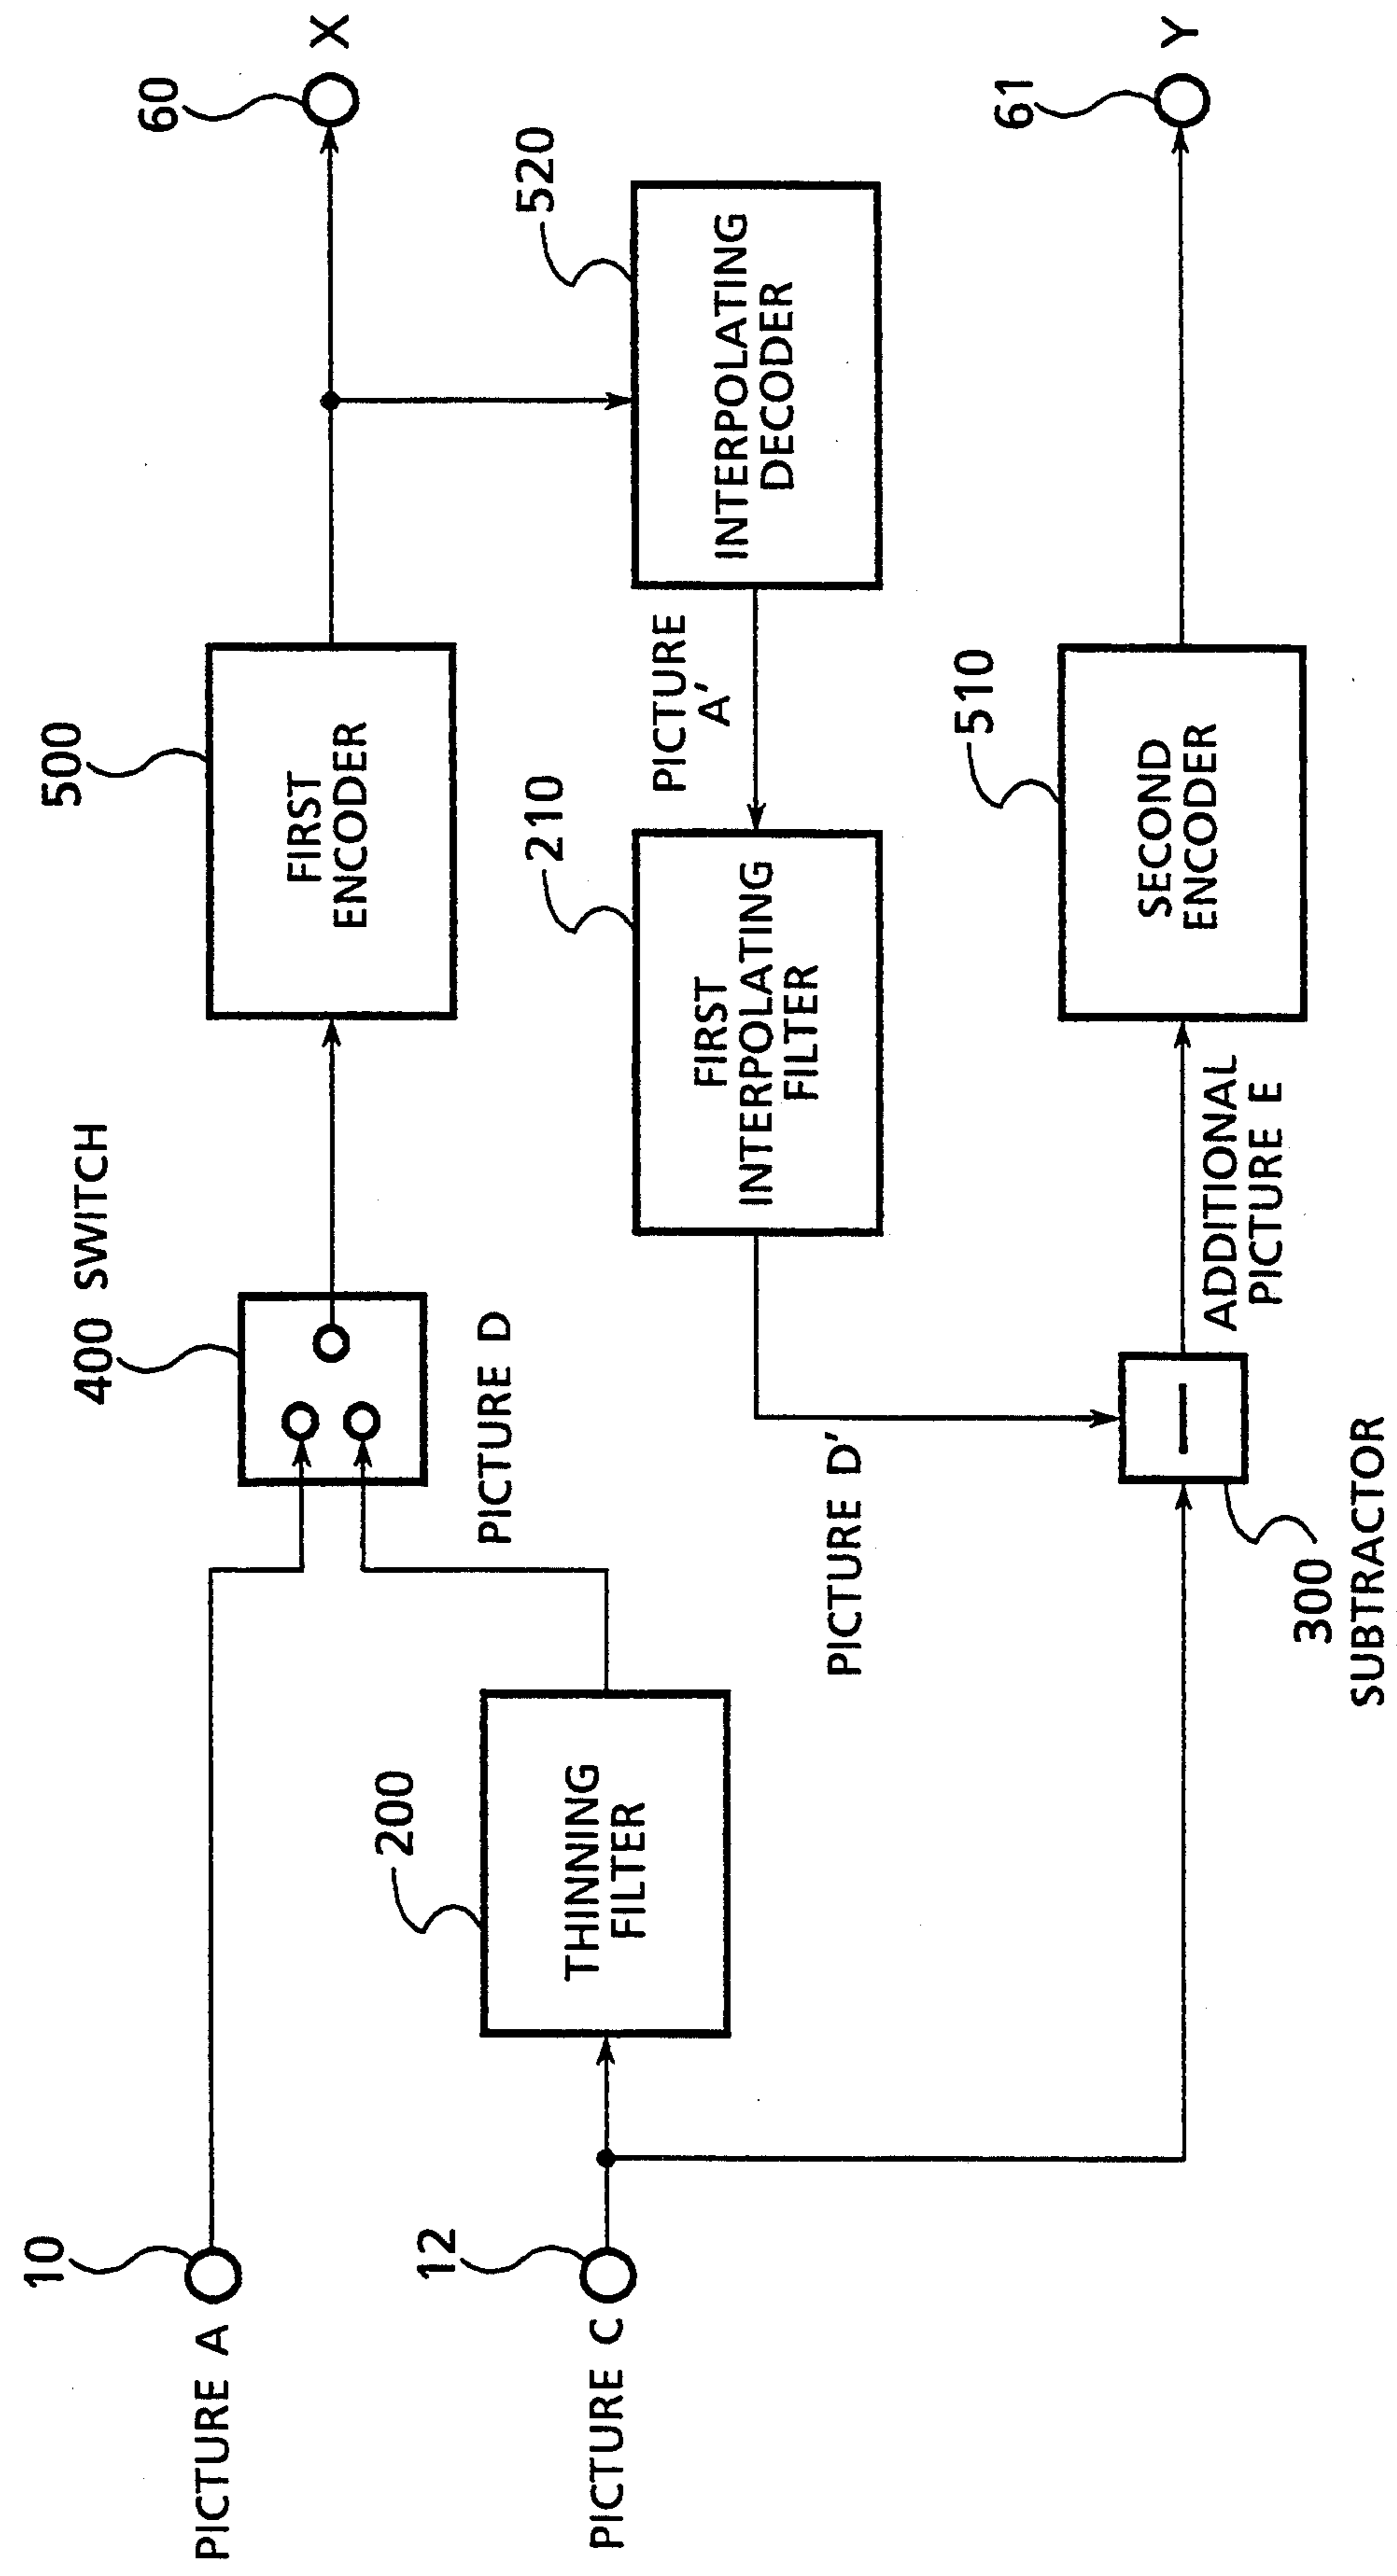 60
X
500
FIRST
ENCODER
400 SWITCH
10
PICTURE A
520
INTERPOLATING
DECODER
PICTURE
A'
210
FIRST
INTERPOLATING
FILTER
PICTURE D
200
THINNING
FILTER
12
PICTURE C
PICTURE D'
61
Y
510
SECOND
ENCODER
ADDITIONAL
PICTURE E
300
SUBTRACTOR